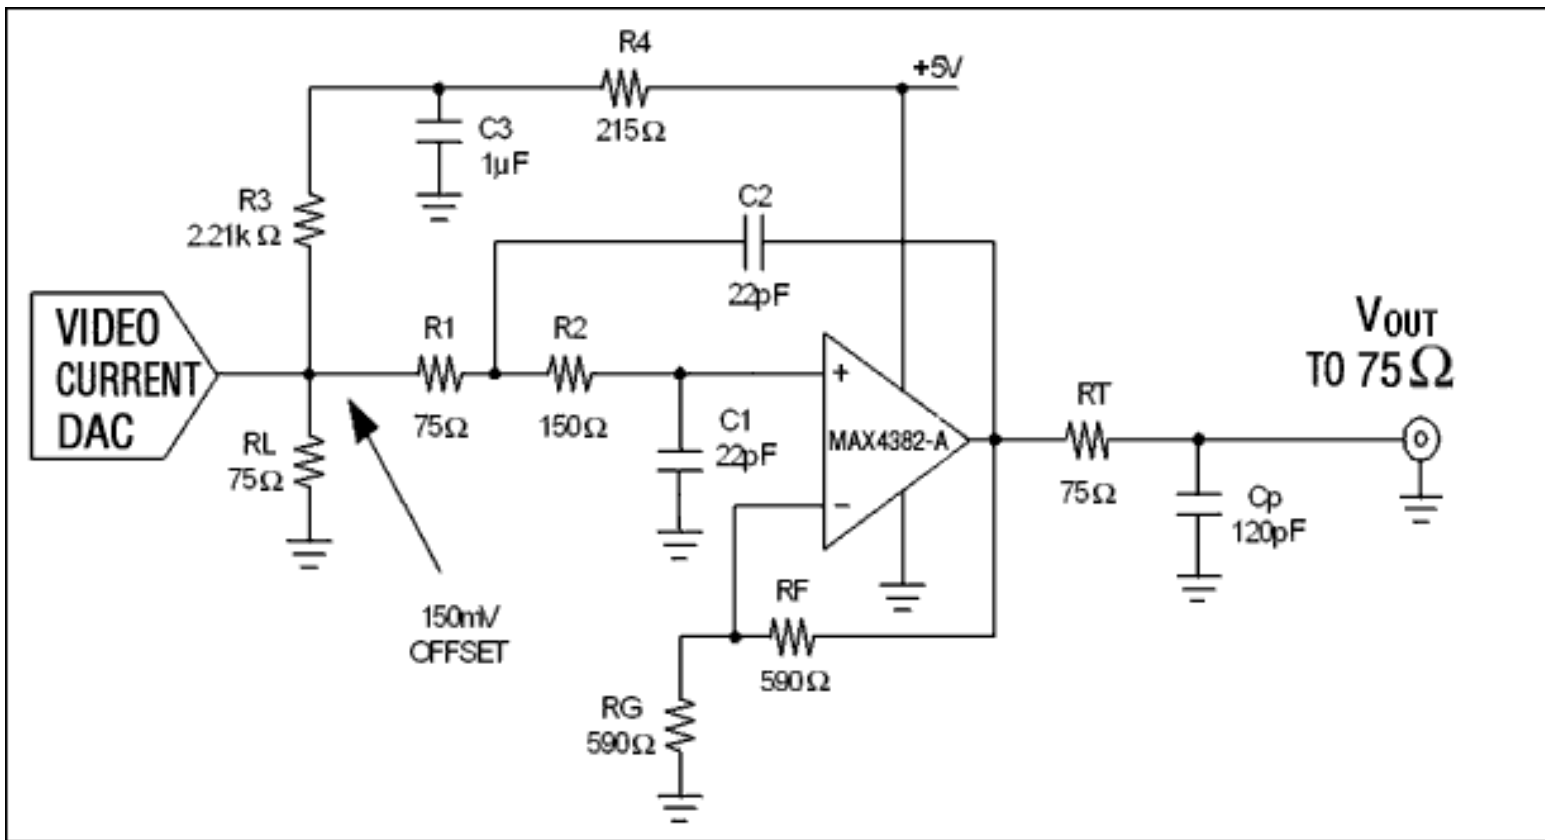 R4
215Ω
+5V
C3
1μF
R3
2.21k Ω
C2
22pF
VIDEO
CURRENT
DAC
R1
75Ω
R2
150Ω
RL
75Ω
C1
22pF
+
MAX4382-A
−
RT
75Ω
VOUT
TO 75Ω
Cp
120pF
150mV
OFFSET
RF
590Ω
RG
590Ω